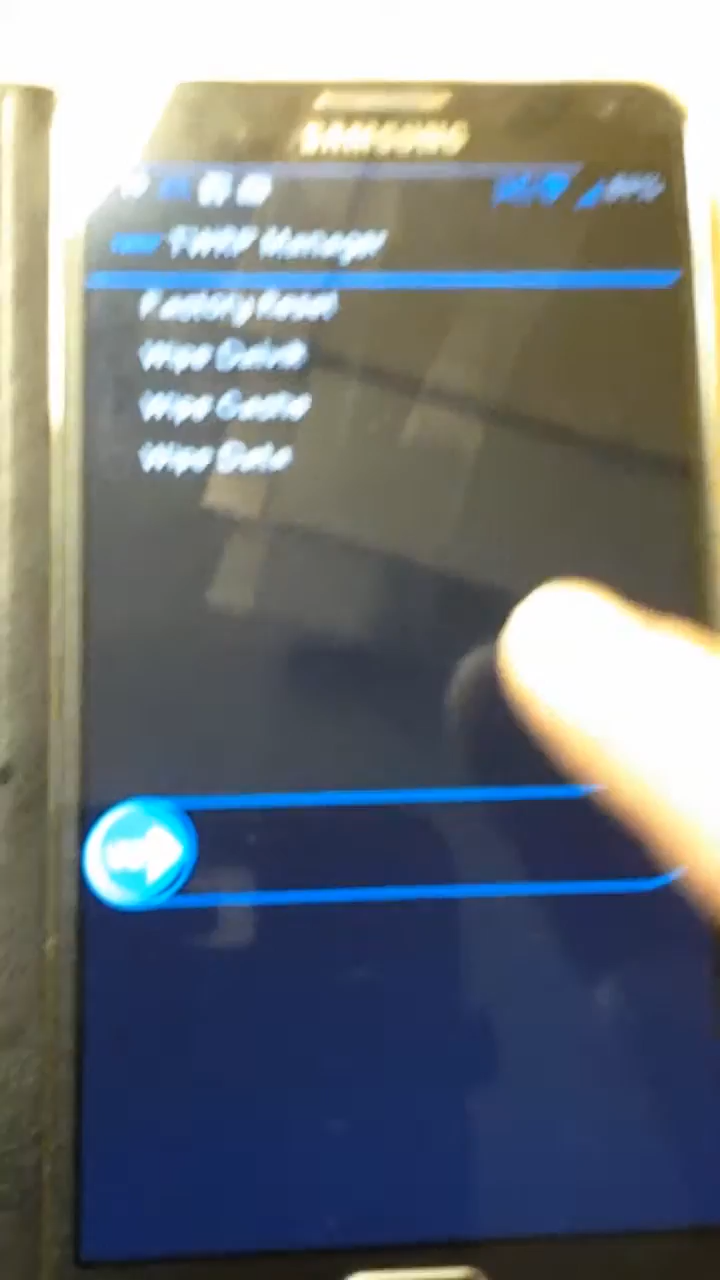 SAMSUNG
TWRP Manager
Factory Reset
Wipe Dalvik
Wipe Cache
Wipe Data